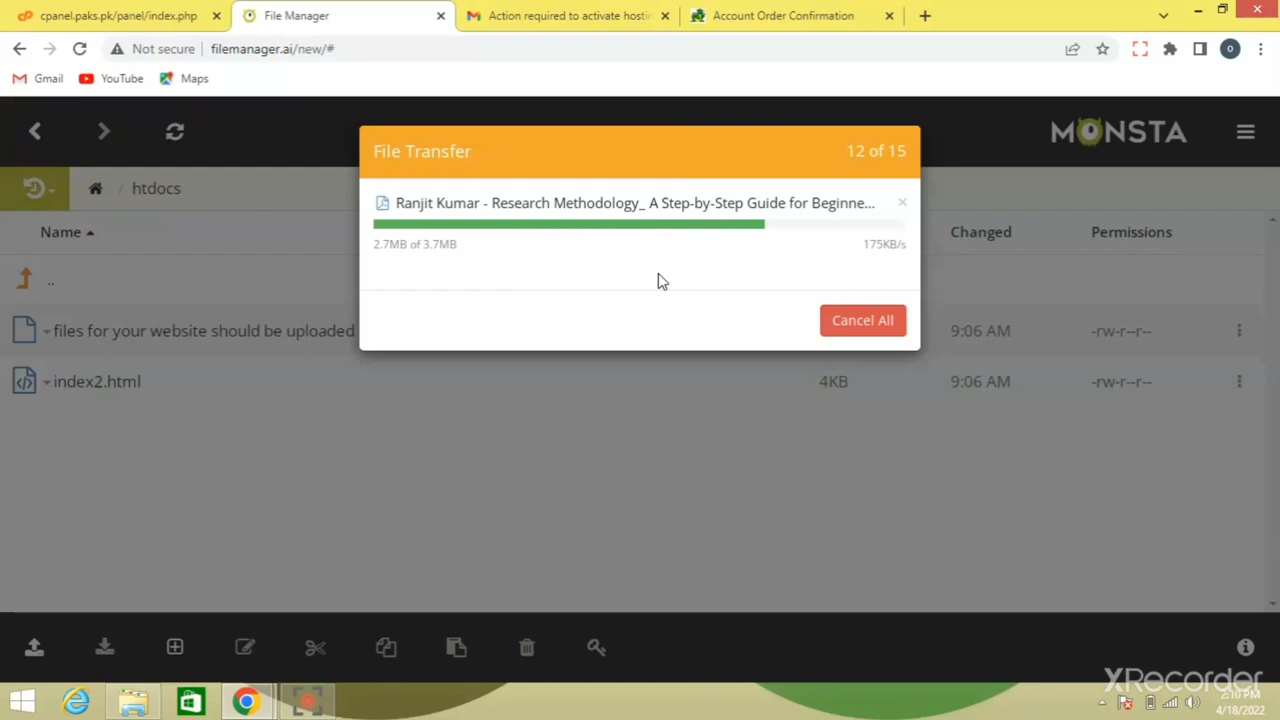 cpanel.paks.pk/panel/index.php
File Manager
Action required to activate hosti
Account Order Confirmation
Not secure
filemanager.ai/new/#
O
Gmail
YouTube
Maps
MONSTA
File Transfer
12 of 15
htdocs
Ranjit Kumar - Research Methodology_ A Step-by-Step Guide for Beginne...
2.7MB of 3.7MB
175KB/s
Name
Changed
Permissions
..
Cancel All
files for your website should be uploaded
9:06 AM
-rw-r--r--
index2.html
4KB
9:06 AM
-rw-r--r--
XRecorder
2:10 PM
4/18/2022